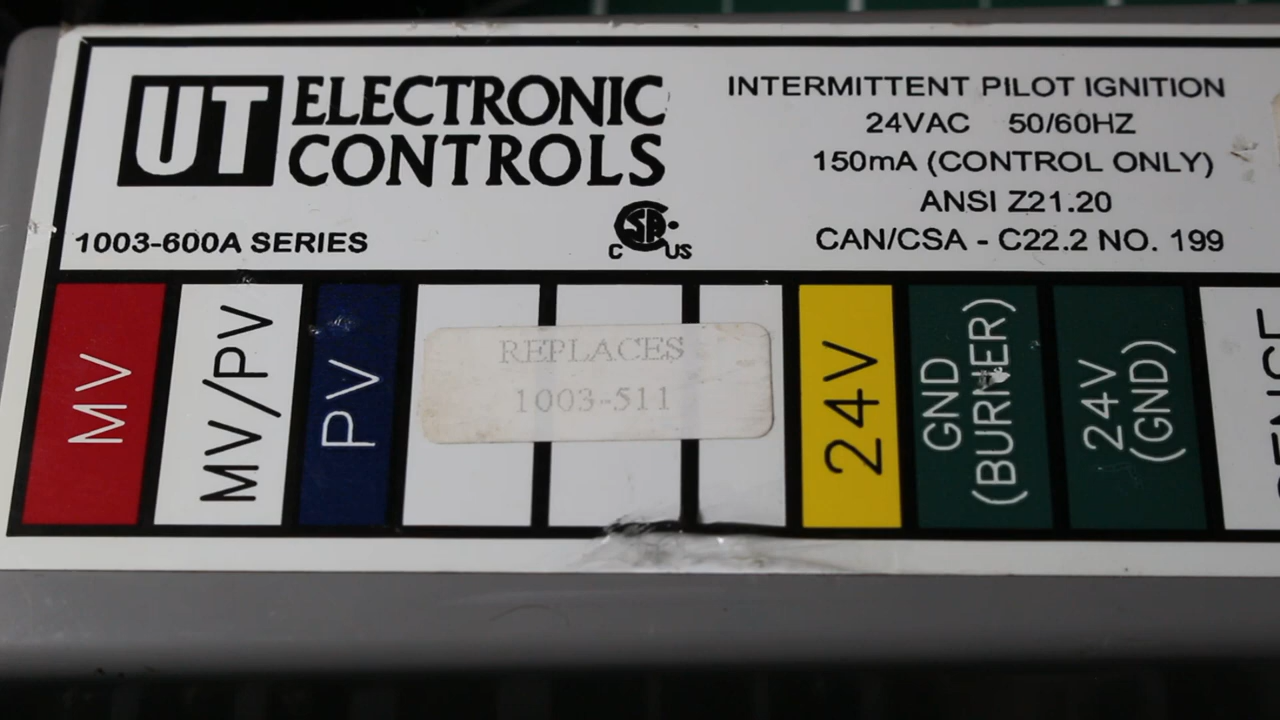 UT ELECTRONIC
CONTROLS
1003-600A SERIES
C US
INTERMITTENT PILOT IGNITION
24VAC 50/60HZ
150mA (CONTROL ONLY)
ANSI Z21.20
CAN/CSA - C22.2 NO. 199
MV
MV/PV
PV
REPLACES
1003-511
24V
GND
(BURNER)
24V
(GND)